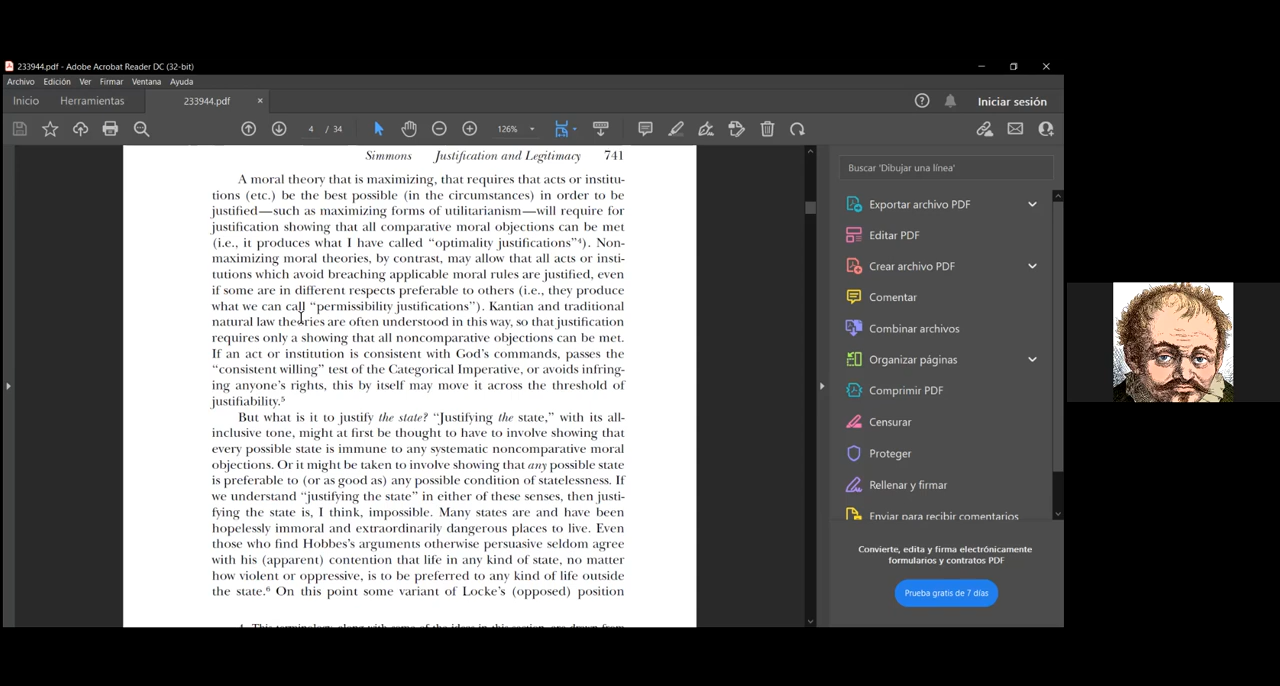 233944.pdf - Adobe Acrobat Reader DC (32-bit)
Archivo Edición Ver Firmar Ventana Ayuda
Inicio Herramientas 233944.pdf × Iniciar sesión
4 / 34 126%
Simmons Justification and Legitimacy 741
A moral theory that is maximizing, that requires that acts or institu-
tions (etc.) be the best possible (in the circumstances) in order to be
justified—such as maximizing forms of utilitarianism—will require for
justification showing that all comparative moral objections can be met
(i.e., it produces what I have called “optimality justifications”⁴). Non-
maximizing moral theories, by contrast, may allow that all acts or insti-
tutions which avoid breaching applicable moral rules are justified, even
if some are in different respects preferable to others (i.e., they produce
what we can call “permissibility justifications”). Kantian and traditional
natural law theories are often understood in this way, so that justification
requires only a showing that all noncomparative objections can be met.
If an act or institution is consistent with God’s commands, passes the
“consistent willing” test of the Categorical Imperative, or avoids infring-
ing anyone’s rights, this by itself may move it across the threshold of
justifiability.⁵
But what is it to justify the state? “Justifying the state,” with its all-
inclusive tone, might at first be thought to have to involve showing that
every possible state is immune to any systematic noncomparative moral
objections. Or it might be taken to involve showing that any possible state
is preferable to (or as good as) any possible condition of statelessness. If
we understand “justifying the state” in either of these senses, then justi-
fying the state is, I think, impossible. Many states are and have been
hopelessly immoral and extraordinarily dangerous places to live. Even
those who find Hobbes’s arguments otherwise persuasive seldom agree
with his (apparent) contention that life in any kind of state, no matter
how violent or oppressive, is to be preferred to any kind of life outside
the state.⁶ On this point some variant of Locke’s (opposed) position
4. This terminology, along with some of the ideas in this section, are drawn from
Buscar 'Dibujar una línea'
Exportar archivo PDF
Editar PDF
Crear archivo PDF
Comentar
Combinar archivos
Organizar páginas
Comprimir PDF
Censurar
Proteger
Rellenar y firmar
Enviar para recibir comentarios
Convierte, edita y firma electrónicamente
formularios y contratos PDF
Prueba gratis de 7 días